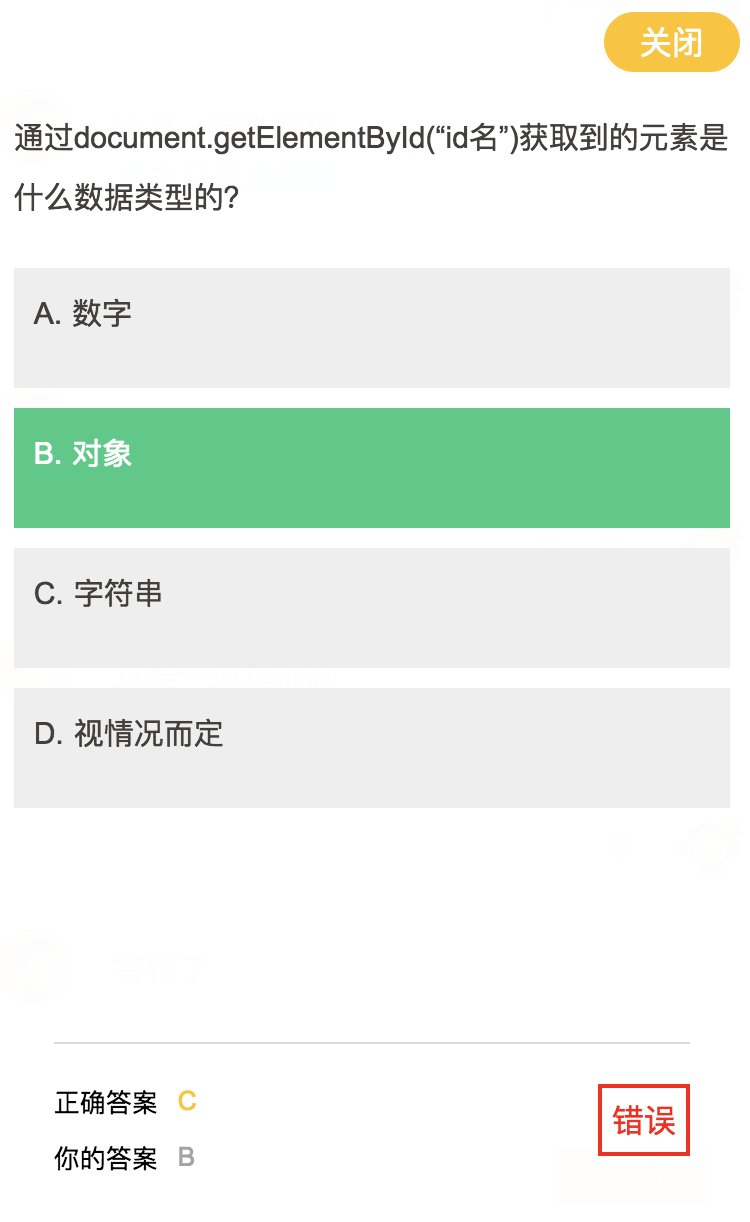 关闭
通过document.getElementById(“id名”)获取到的元素是
什么数据类型的?
A. 数字
B. 对象
C. 字符串
D. 视情况而定
正确答案 C
错误
你的答案 B